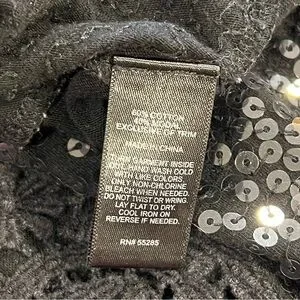 60% COTTON
EXCLUSIVE OF TRIM
MADE IN CHINA
TURN GARMENT INSIDE
OUT. HAND WASH COLD
WITH LIKE COLORS
ONLY NON-CHLORINE
BLEACH WHEN NEEDED.
DO NOT TWIST OR WRING.
LAY FLAT TO DRY.
COOL IRON ON
REVERSE IF NEEDED.
RN# 55285